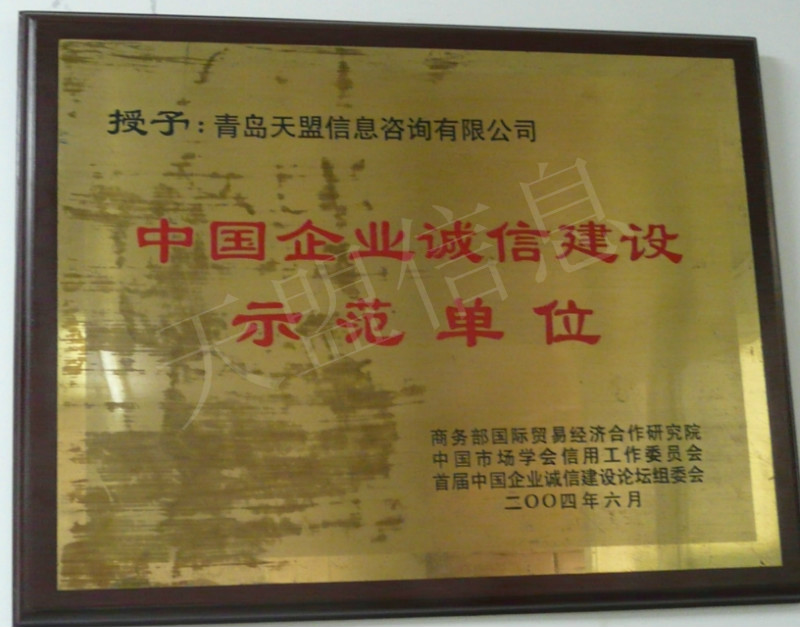 授予：青岛天盟信息咨询有限公司
中国企业诚信建设
示范单位
天盟信息
商务部国际贸易经济合作研究院
中国市场学会信用工作委员会
首届中国企业诚信建设论坛组委会
二〇〇四年六月